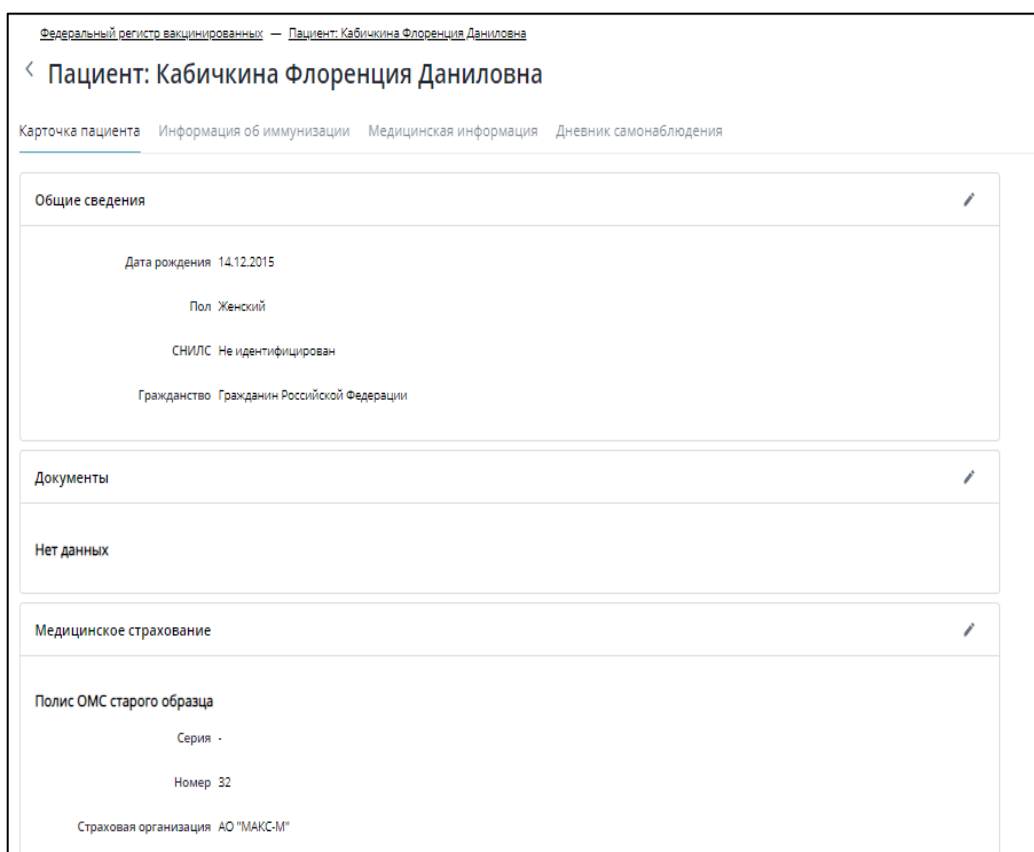 Федеральный регистр вакцинированных — Пациент: Кабичкина Флоренция Даниловна
Пациент: Кабичкина Флоренция Даниловна
Карточка пациента Информация об иммунизации Медицинская информация Дневник самонаблюдения
Общие сведения
Дата рождения 14.12.2015
Пол Женский
СНИЛС Не идентифицирован
Гражданство Гражданин Российской Федерации
Документы
Нет данных
Медицинское страхование
Полис ОМС старого образца
Серия -
Номер 32
Страховая организация АО "МАКС-М"